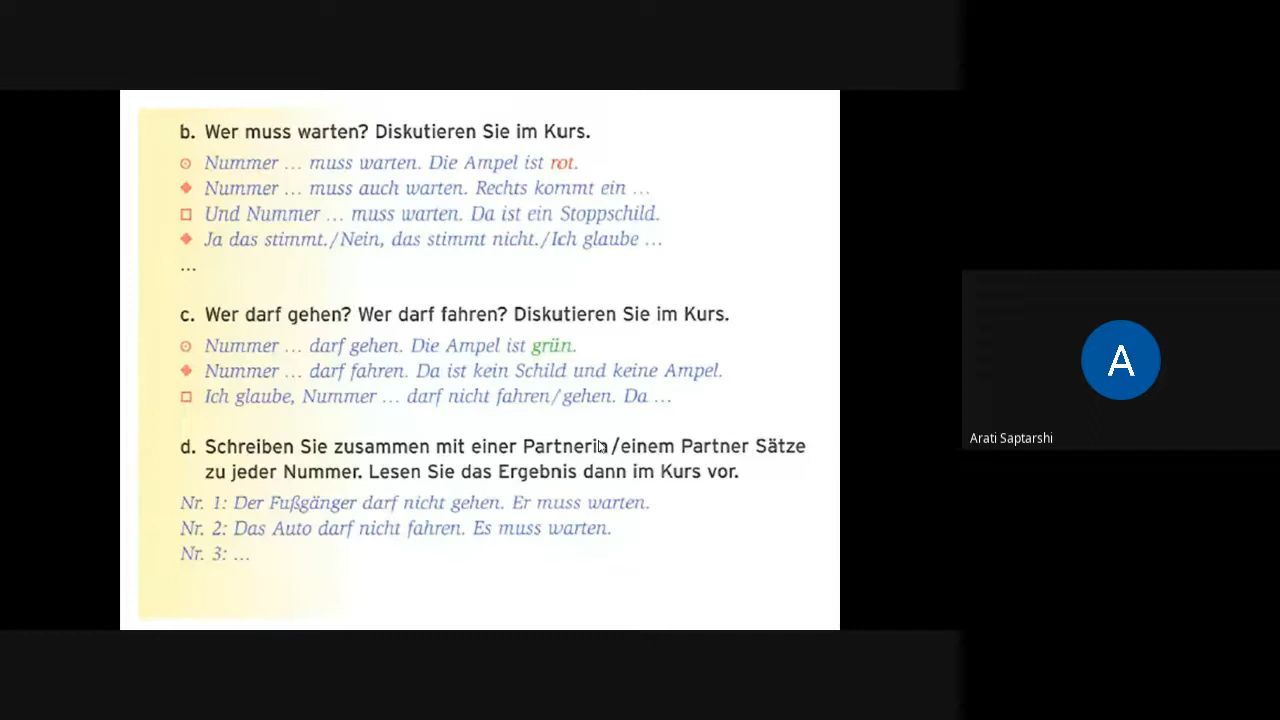 b. Wer muss warten? Diskutieren Sie im Kurs.
Nummer ... muss warten. Die Ampel ist rot.
Nummer ... muss auch warten. Rechts kommt ein ...
Und Nummer ... muss warten. Da ist ein Stoppschild.
Ja das stimmt./Nein, das stimmt nicht./Ich glaube ...
...
c. Wer darf gehen? Wer darf fahren? Diskutieren Sie im Kurs.
Nummer ... darf gehen. Die Ampel ist grün.
Nummer ... darf fahren. Da ist kein Schild und keine Ampel.
Ich glaube, Nummer ... darf nicht fahren/gehen. Da ...
d. Schreiben Sie zusammen mit einer Partnerin/einem Partner Sätze
zu jeder Nummer. Lesen Sie das Ergebnis dann im Kurs vor.
Nr. 1: Der Fußgänger darf nicht gehen. Er muss warten.
Nr. 2: Das Auto darf nicht fahren. Es muss warten.
Nr. 3: ...
A
Arati Saptarshi